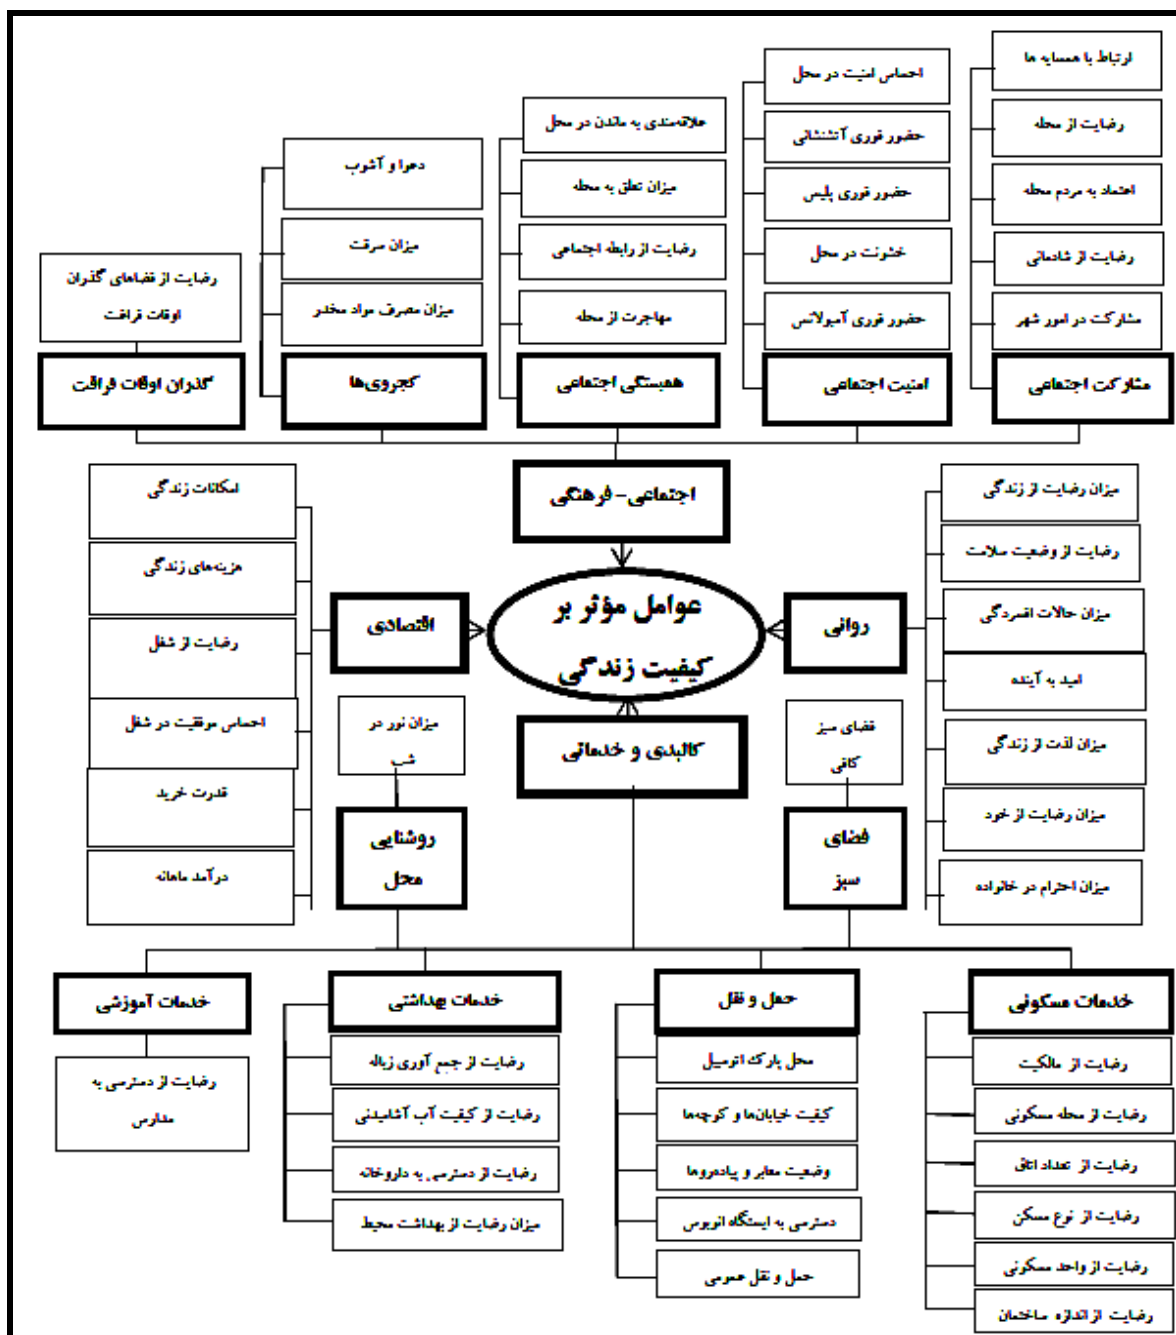 ارتباط با همسایه ها
رضایت از محله
اعتماد به مردم محله
رضایت از شادمانی
مشارکت در امور شهر
مشارکت اجتماعی
احساس امنیت در محل
حضور فوری آتشنشانی
حضور فوری پلیس
خشونت در محل
حضور فوری آمبولانس
امنیت اجتماعی
علاقه‌مندی به ماندن در محل
میزان تعلق به محله
رضایت از رابطه اجتماعی
مهاجرت از محله
همبستگی اجتماعی
دعوا و آشوب
میزان سرقت
میزان مصرف مواد مخدر
کجروی‌ها
رضایت از فضاهای گذران
اوقات فراغت
گذران اوقات فراقت
اجتماعی- فرهنگی
عوامل مؤثر بر
کیفیت زندگی
روانی
میزان رضایت از زندگی
رضایت از وضعیت سلامت
میزان حالات افسردگی
امید به آینده
میزان لذت از زندگی
میزان رضایت از خود
میزان احترام در خانواده
اقتصادی
امکانات زندگی
هزینه‌های زندگی
رضایت از شغل
احساس موفقیت در شغل
قدرت خرید
درآمد ماهانه
کالبدی و خدماتی
فضای سبز
کافی
فضای
سبز
میزان نور در
شب
روشنایی
محل
خدمات مسکونی
رضایت از مالکیت
رضایت از محله مسکونی
رضایت از تعداد اتاق
رضایت از نوع مسکن
رضایت از واحد مسکونی
رضایت از اندازه ساختمان
حمل و نقل
محل پارک اتومبیل
کیفیت خیابان‌ها و کوچه‌ها
وضعیت معابر و پیاده‌روها
دسترسی به ایستگاه اتوبوس
حمل و نقل عمومی
خدمات بهداشتی
رضایت از جمع آوری زباله
رضایت از کیفیت آب آشامیدنی
رضایت از دسترسی به داروخانه
میزان رضایت از بهداشت محیط
خدمات آموزشی
رضایت از دسترسی به
مدارس